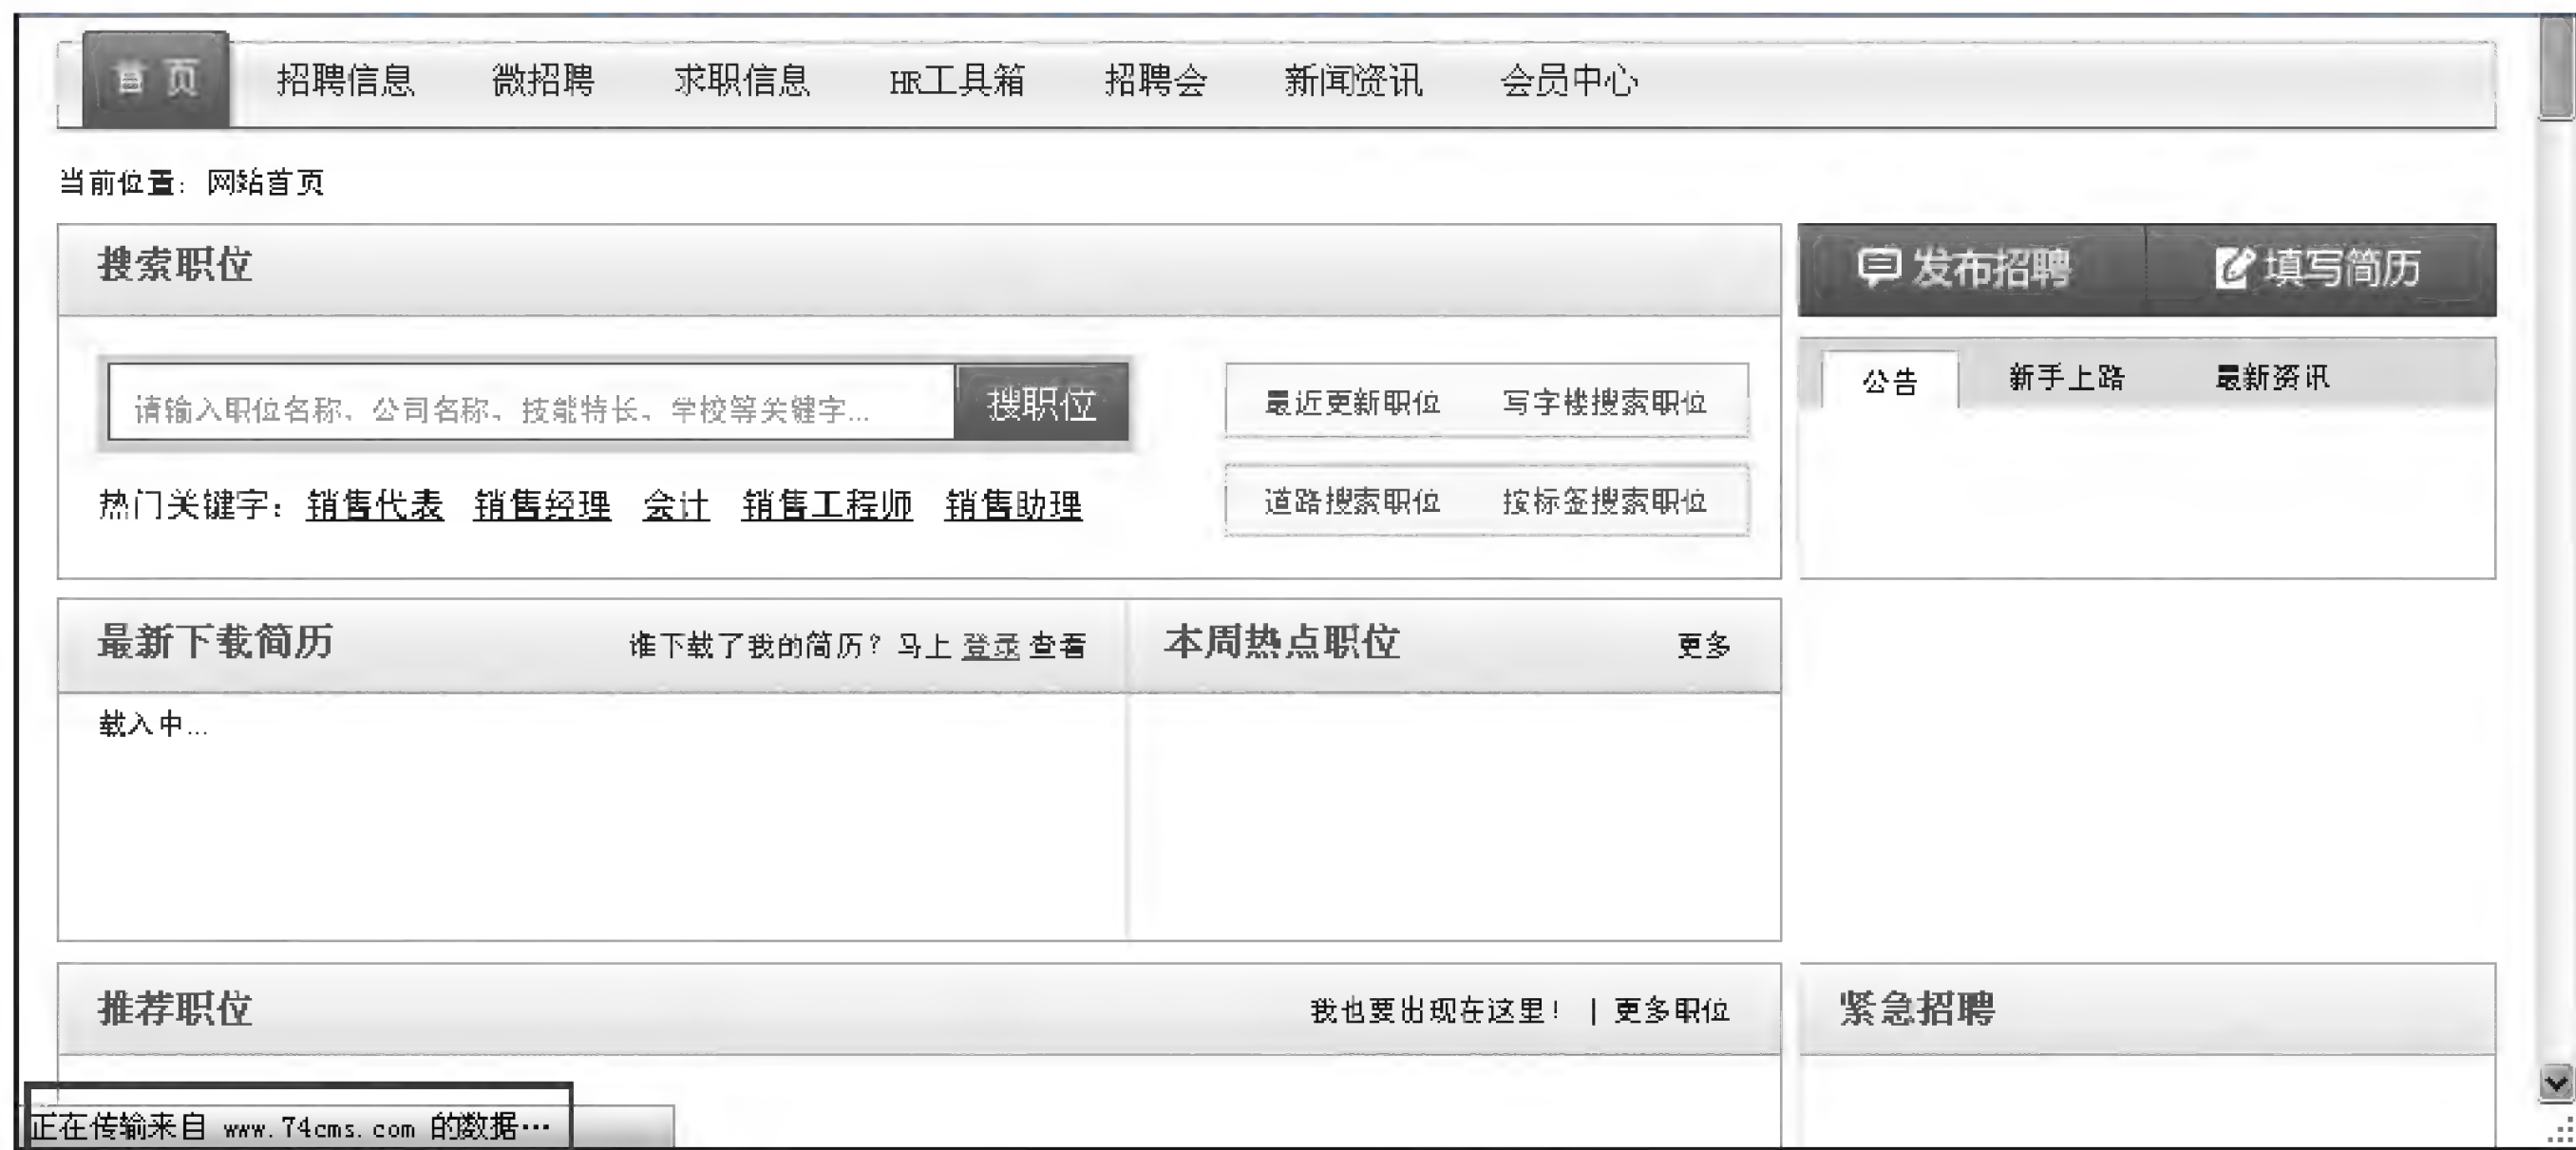 首页 招聘信息 微招聘 求职信息 HR工具箱 招聘会 新闻资讯 会员中心
当前位置：网站首页
搜索职位
发布招聘 填写简历
请输入职位名称、公司名称、技能特长、学校等关键字... 搜职位
最近更新职位 写字楼搜索职位
公告 新手上路 最新资讯
热门关键字：销售代表 销售经理 会计 销售工程师 销售助理
道路搜索职位 按标签搜索职位
最新下载简历 谁下载了我的简历？马上 登录 查看
本周热点职位 更多
载入中...
推荐职位 我也要出现在这里！ | 更多职位
紧急招聘
正在传输来自 www.74cms.com 的数据…